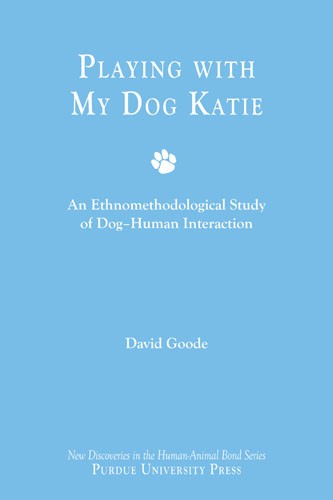 PLAYING WITH
MY DOG KATIE
An Ethnomethodological Study
of Dog–Human Interaction
David Goode
New Discoveries in the Human-Animal Bond Series
PURDUE UNIVERSITY PRESS